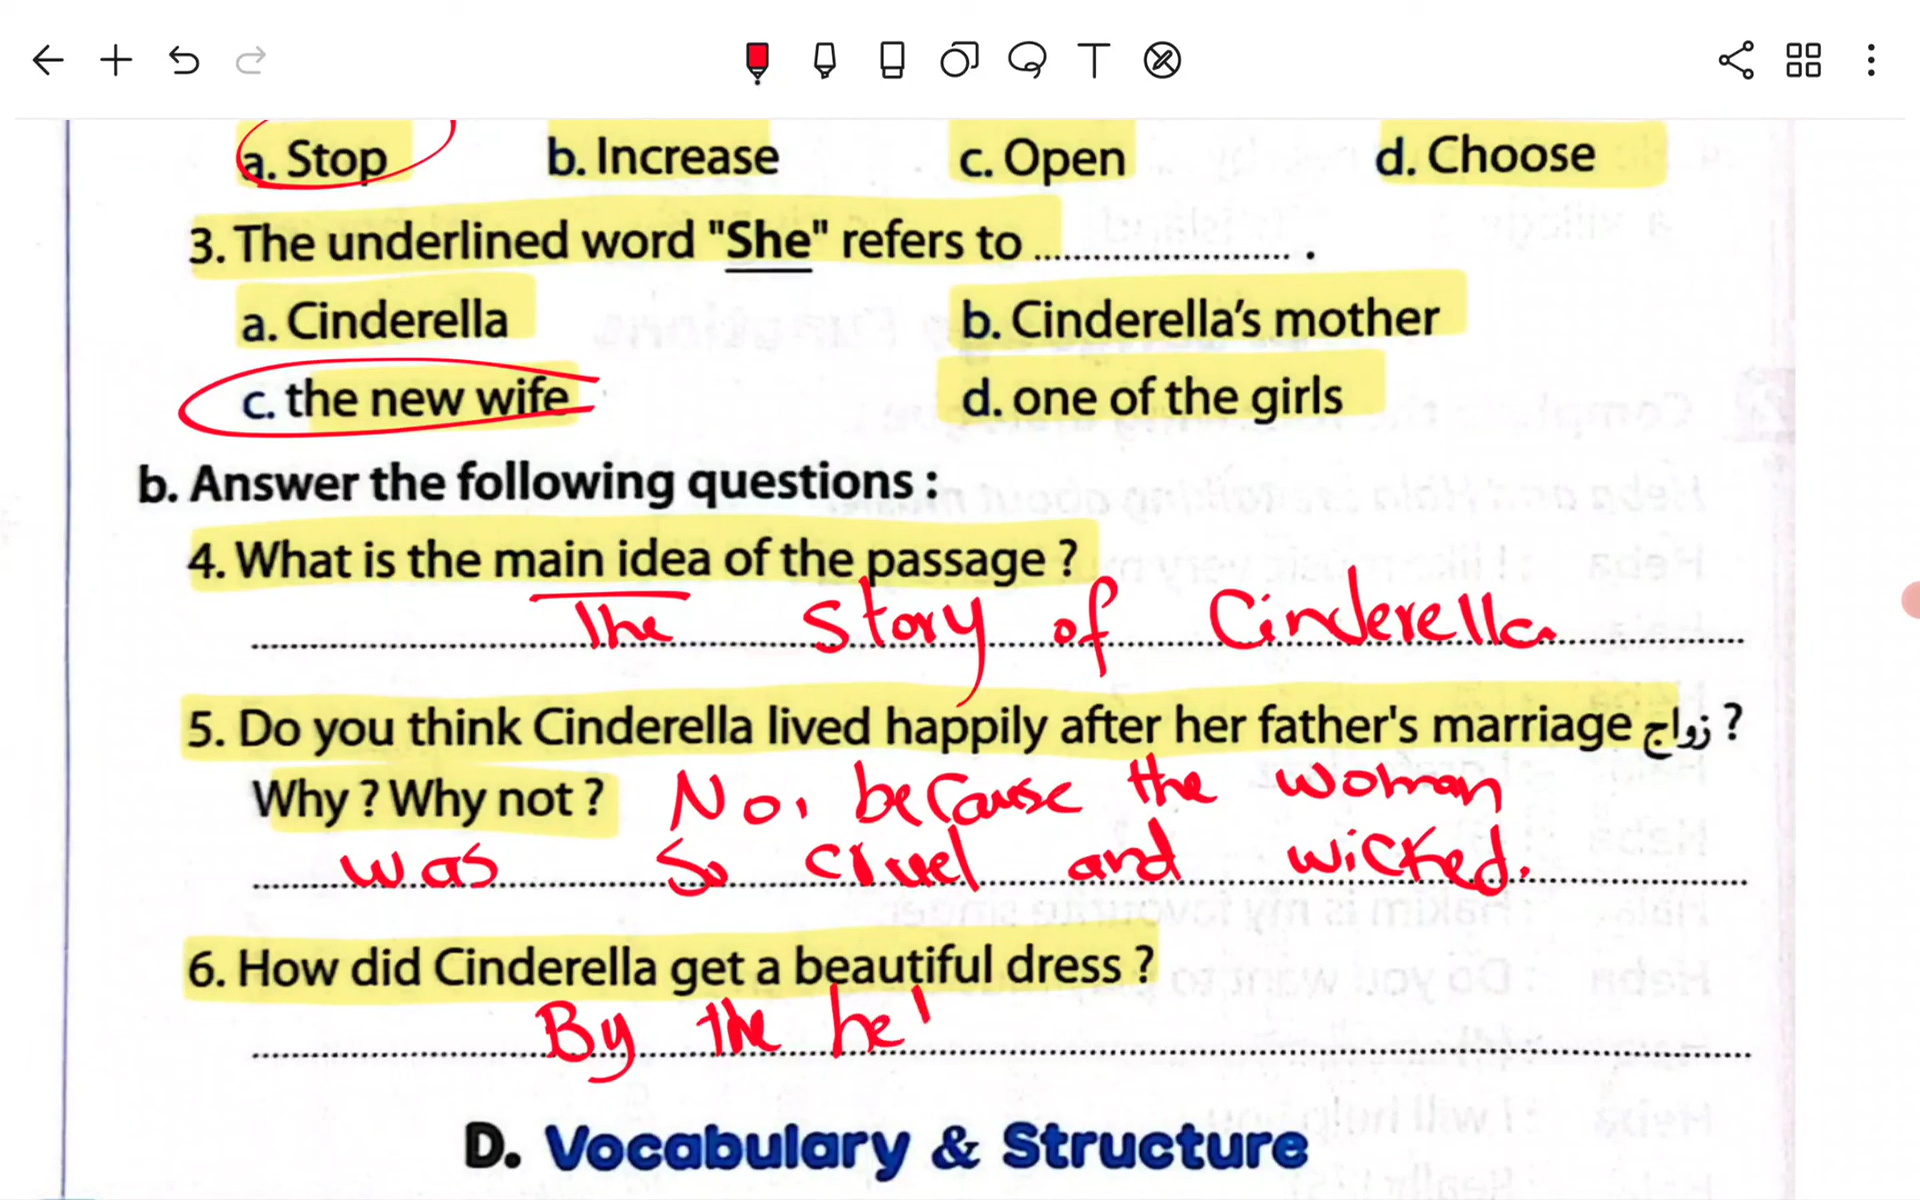 a. Stop b. Increase c. Open d. Choose
3. The underlined word "She" refers to ........................ .
a. Cinderella b. Cinderella's mother
c. the new wife d. one of the girls
b. Answer the following questions :
4. What is the main idea of the passage ?
The story of Cinderella
5. Do you think Cinderella lived happily after her father's marriage زواج ?
Why ? Why not ? No, because the woman
was so cruel and wicked.
6. How did Cinderella get a beautiful dress ?
By the
D. Vocabulary & Structure